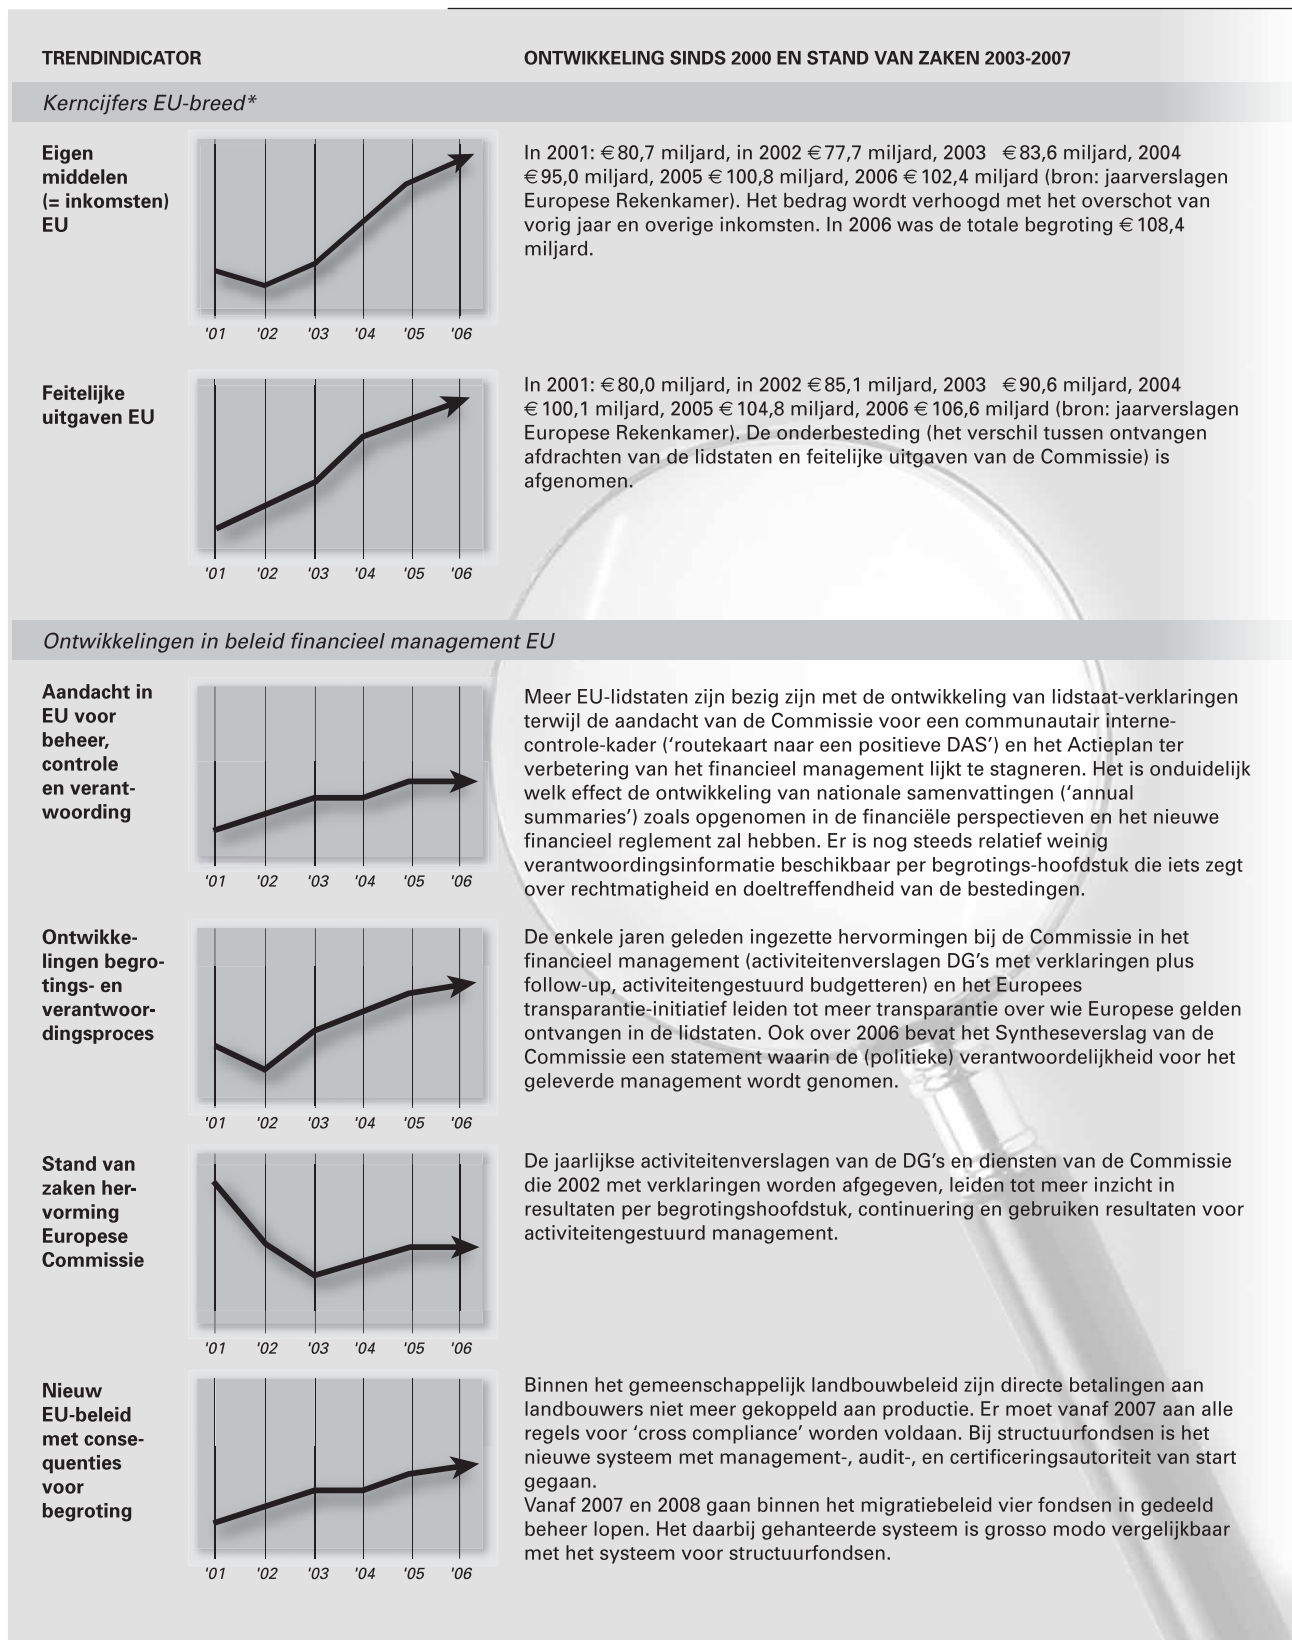 TRENDINDICATOR
ONTWIKKELING SINDS 2000 EN STAND VAN ZAKEN 2003-2007
Kerncijfers EU-breed*
Eigen
middelen
(= inkomsten)
EU
'01 '02 '03 '04 '05 '06
In 2001: € 80,7 miljard, in 2002 € 77,7 miljard, 2003 € 83,6 miljard, 2004
€ 95,0 miljard, 2005 € 100,8 miljard, 2006 € 102,4 miljard (bron: jaarverslagen
Europese Rekenkamer). Het bedrag wordt verhoogd met het overschot van
vorig jaar en overige inkomsten. In 2006 was de totale begroting € 108,4
miljard.
Feitelijke
uitgaven EU
'01 '02 '03 '04 '05 '06
In 2001: € 80,0 miljard, in 2002 € 85,1 miljard, 2003 € 90,6 miljard, 2004
€ 100,1 miljard, 2005 € 104,8 miljard, 2006 € 106,6 miljard (bron: jaarverslagen
Europese Rekenkamer). De onderbesteding (het verschil tussen ontvangen
afdrachten van de lidstaten en feitelijke uitgaven van de Commissie) is
afgenomen.
Ontwikkelingen in beleid financieel management EU
Aandacht in
EU voor
beheer,
controle
en verant-
woording
'01 '02 '03 '04 '05 '06
Meer EU-lidstaten zijn bezig zijn met de ontwikkeling van lidstaat-verklaringen
terwijl de aandacht van de Commissie voor een communautair interne-
controle-kader (‘routekaart naar een positieve DAS’) en het Actieplan ter
verbetering van het financieel management lijkt te stagneren. Het is onduidelijk
welk effect de ontwikkeling van nationale samenvattingen (‘annual
summaries’) zoals opgenomen in de financiële perspectieven en het nieuwe
financieel reglement zal hebben. Er is nog steeds relatief weinig
verantwoordingsinformatie beschikbaar per begrotings-hoofdstuk die iets zegt
over rechtmatigheid en doeltreffendheid van de bestedingen.
Ontwikke-
lingen begro-
tings- en
verantwoor-
dingsproces
'01 '02 '03 '04 '05 '06
De enkele jaren geleden ingezette hervormingen bij de Commissie in het
financieel management (activiteitenverslagen DG’s met verklaringen plus
follow-up, activiteitengestuurd budgetteren) en het Europees
transparantie-initiatief leiden tot meer transparantie over wie Europese gelden
ontvangen in de lidstaten. Ook over 2006 bevat het Syntheseverslag van de
Commissie een statement waarin de (politieke) verantwoordelijkheid voor het
geleverde management wordt genomen.
Stand van
zaken her-
vorming
Europese
Commissie
'01 '02 '03 '04 '05 '06
De jaarlijkse activiteitenverslagen van de DG’s en diensten van de Commissie
die 2002 met verklaringen worden afgegeven, leiden tot meer inzicht in
resultaten per begrotingshoofdstuk, continuering en gebruiken resultaten voor
activiteitengestuurd management.
Nieuw
EU-beleid
met conse-
quenties
voor
begroting
'01 '02 '03 '04 '05 '06
Binnen het gemeenschappelijk landbouwbeleid zijn directe betalingen aan
landbouwers niet meer gekoppeld aan productie. Er moet vanaf 2007 aan alle
regels voor ‘cross compliance’ worden voldaan. Bij structuurfondsen is het
nieuwe systeem met management-, audit-, en certificeringsautoriteit van start
gegaan.
Vanaf 2007 en 2008 gaan binnen het migratiebeleid vier fondsen in gedeeld
beheer lopen. Het daarbij gehanteerde systeem is grosso modo vergelijkbaar
met het systeem voor structuurfondsen.